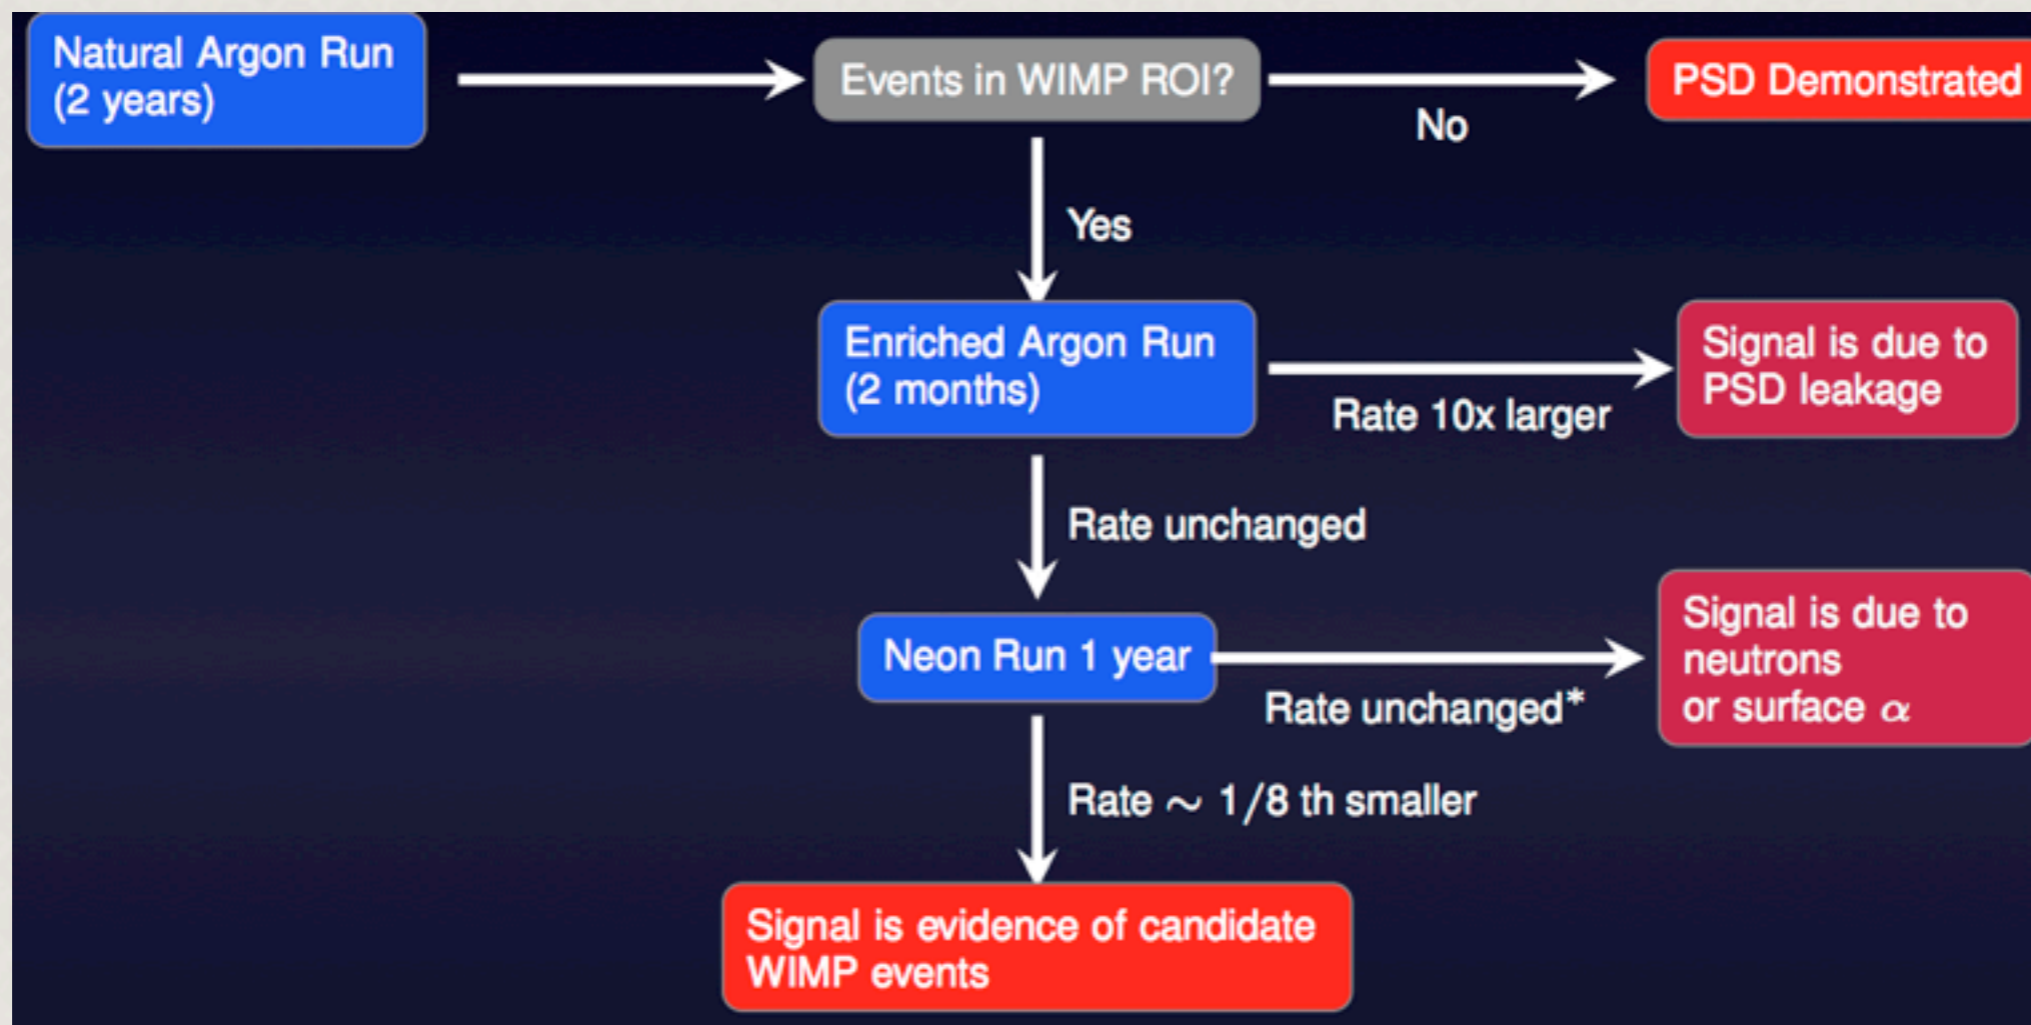 Natural Argon Run
(2 years)
Events in WIMP ROI?
No
PSD Demonstrated
Yes
Enriched Argon Run
(2 months)
Rate 10x larger
Signal is due to
PSD leakage
Rate unchanged
Neon Run 1 year
Rate unchanged*
Signal is due to
neutrons
or surface α
Rate ∼ 1/8 th smaller
Signal is evidence of candidate
WIMP events